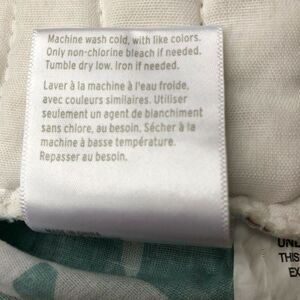 Machine wash cold, with like colors.
Only non-chlorine bleach if needed.
Tumble dry low. Iron if needed.
Laver à la machine à l'eau froide,
avec couleurs similaires. Utiliser
seulement un agent de blanchiment
sans chlore, au besoin. Sécher à la
machine à basse température.
Repasser au besoin.
THIS